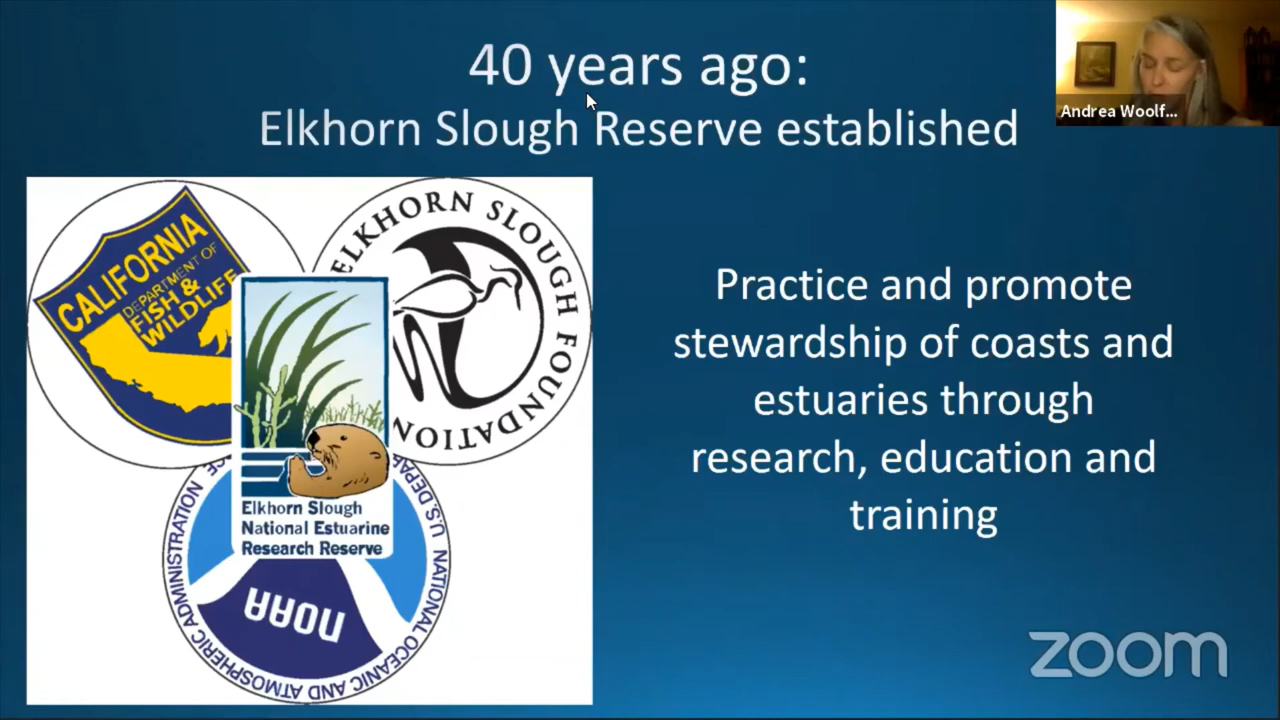 40 years ago:
Elkhorn Slough Reserve established
Andrea Woolf...
CALIFORNIA
DEPARTMENT OF
FISH &
WILDLIFE
ELKHORN SLOUGH FOUNDATION
Elkhorn Slough
National Estuarine
Research Reserve
NATIONAL OCEANIC AND ATMOSPHERIC ADMINISTRATION
U.S. DEPAR
CE
noaa
Practice and promote
stewardship of coasts and
estuaries through
research, education and
training
zoom